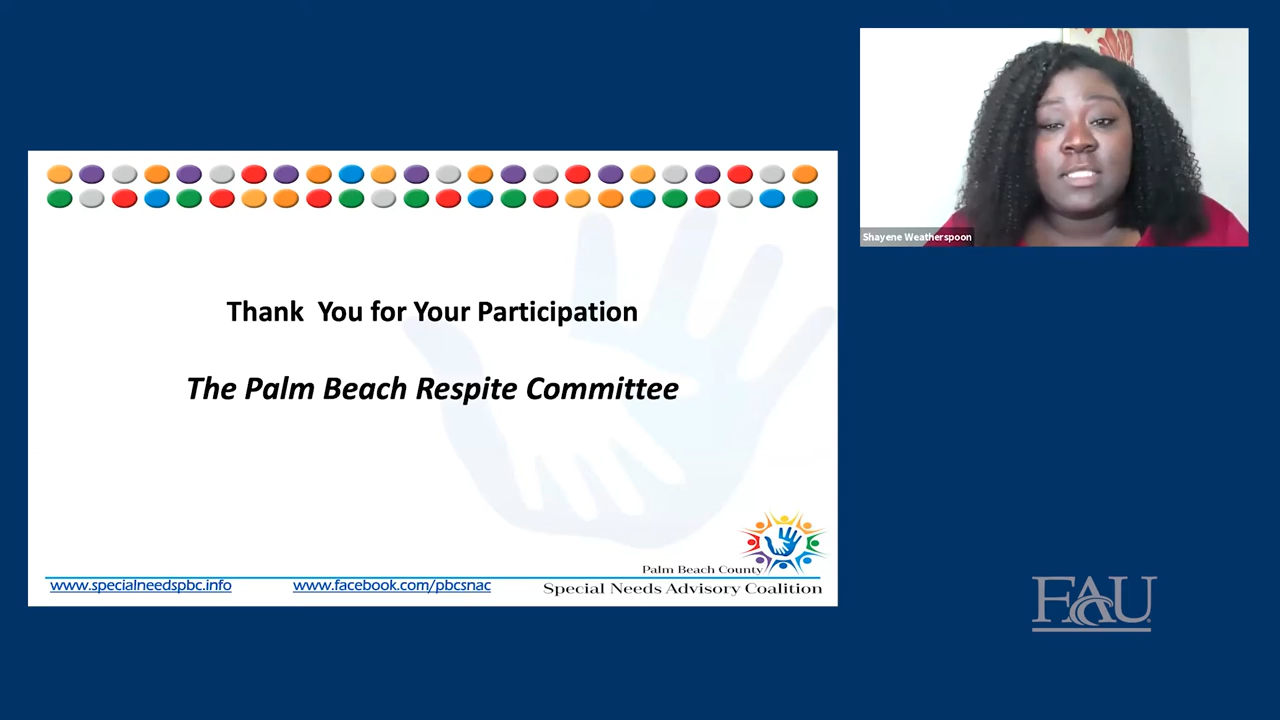 Shayene Weatherspoon
Thank You for Your Participation
The Palm Beach Respite Committee
Palm Beach County
Special Needs Advisory Coalition
www.specialneedspbc.info
www.facebook.com/pbcsnac
FAU